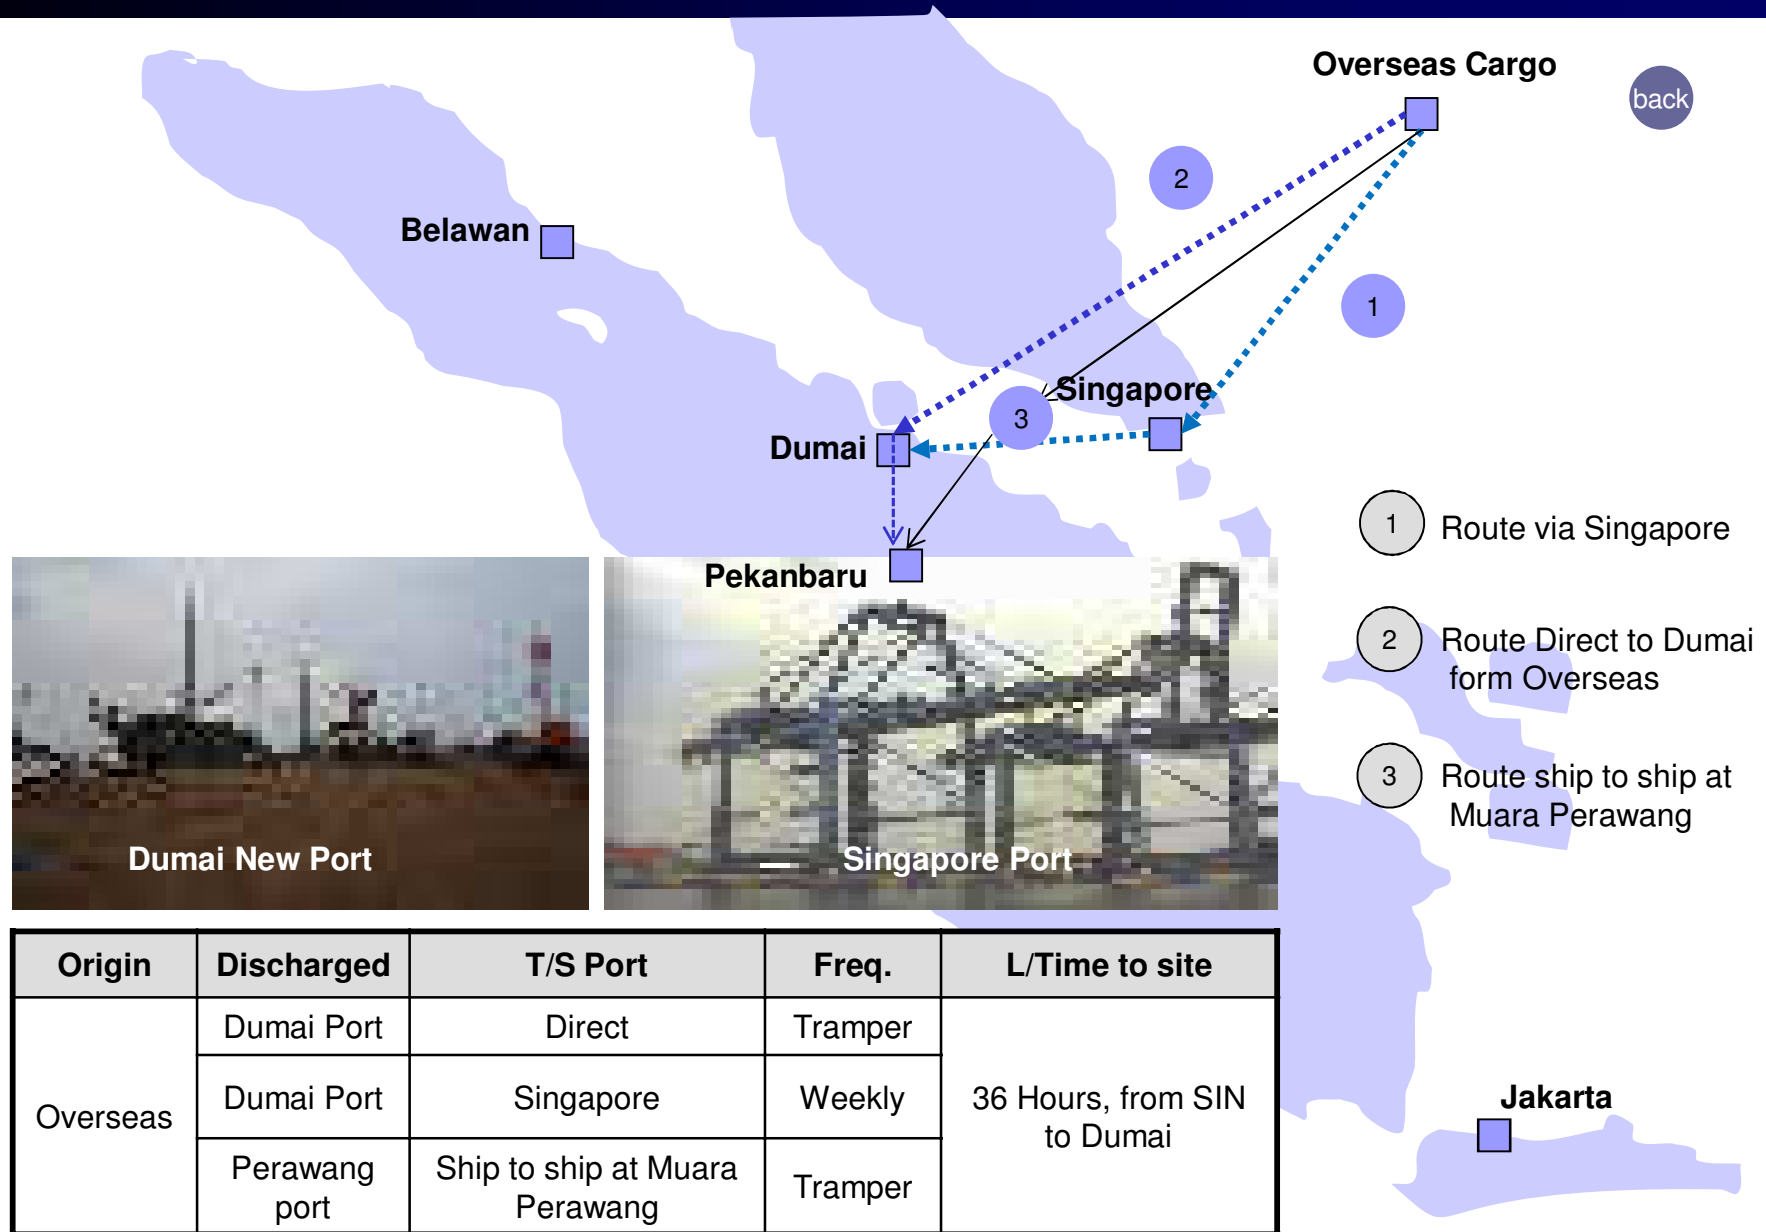 Overseas Cargo
back
2
Belawan
1
Singapore
3
Dumai
Pekanbaru
1 Route via Singapore
2 Route Direct to Dumai
form Overseas
3 Route ship to ship at
Muara Perawang
Dumai New Port
Singapore Port
Origin Discharged T/S Port Freq. L/Time to site
Overseas
Dumai Port Direct Tramper
Dumai Port Singapore Weekly
36 Hours, from SIN
to Dumai
Perawang
port
Ship to ship at Muara
Perawang
Tramper
Jakarta